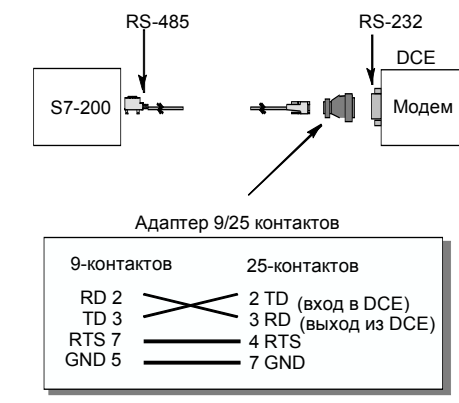 RS-485
RS-232
DCE
S7-200
Модем
Адаптер 9/25 контактов
9-контактов 25-контактов
RD 2 2 TD (вход в DCE)
TD 3 3 RD (выход из DCE)
RTS 7 4 RTS
GND 5 7 GND